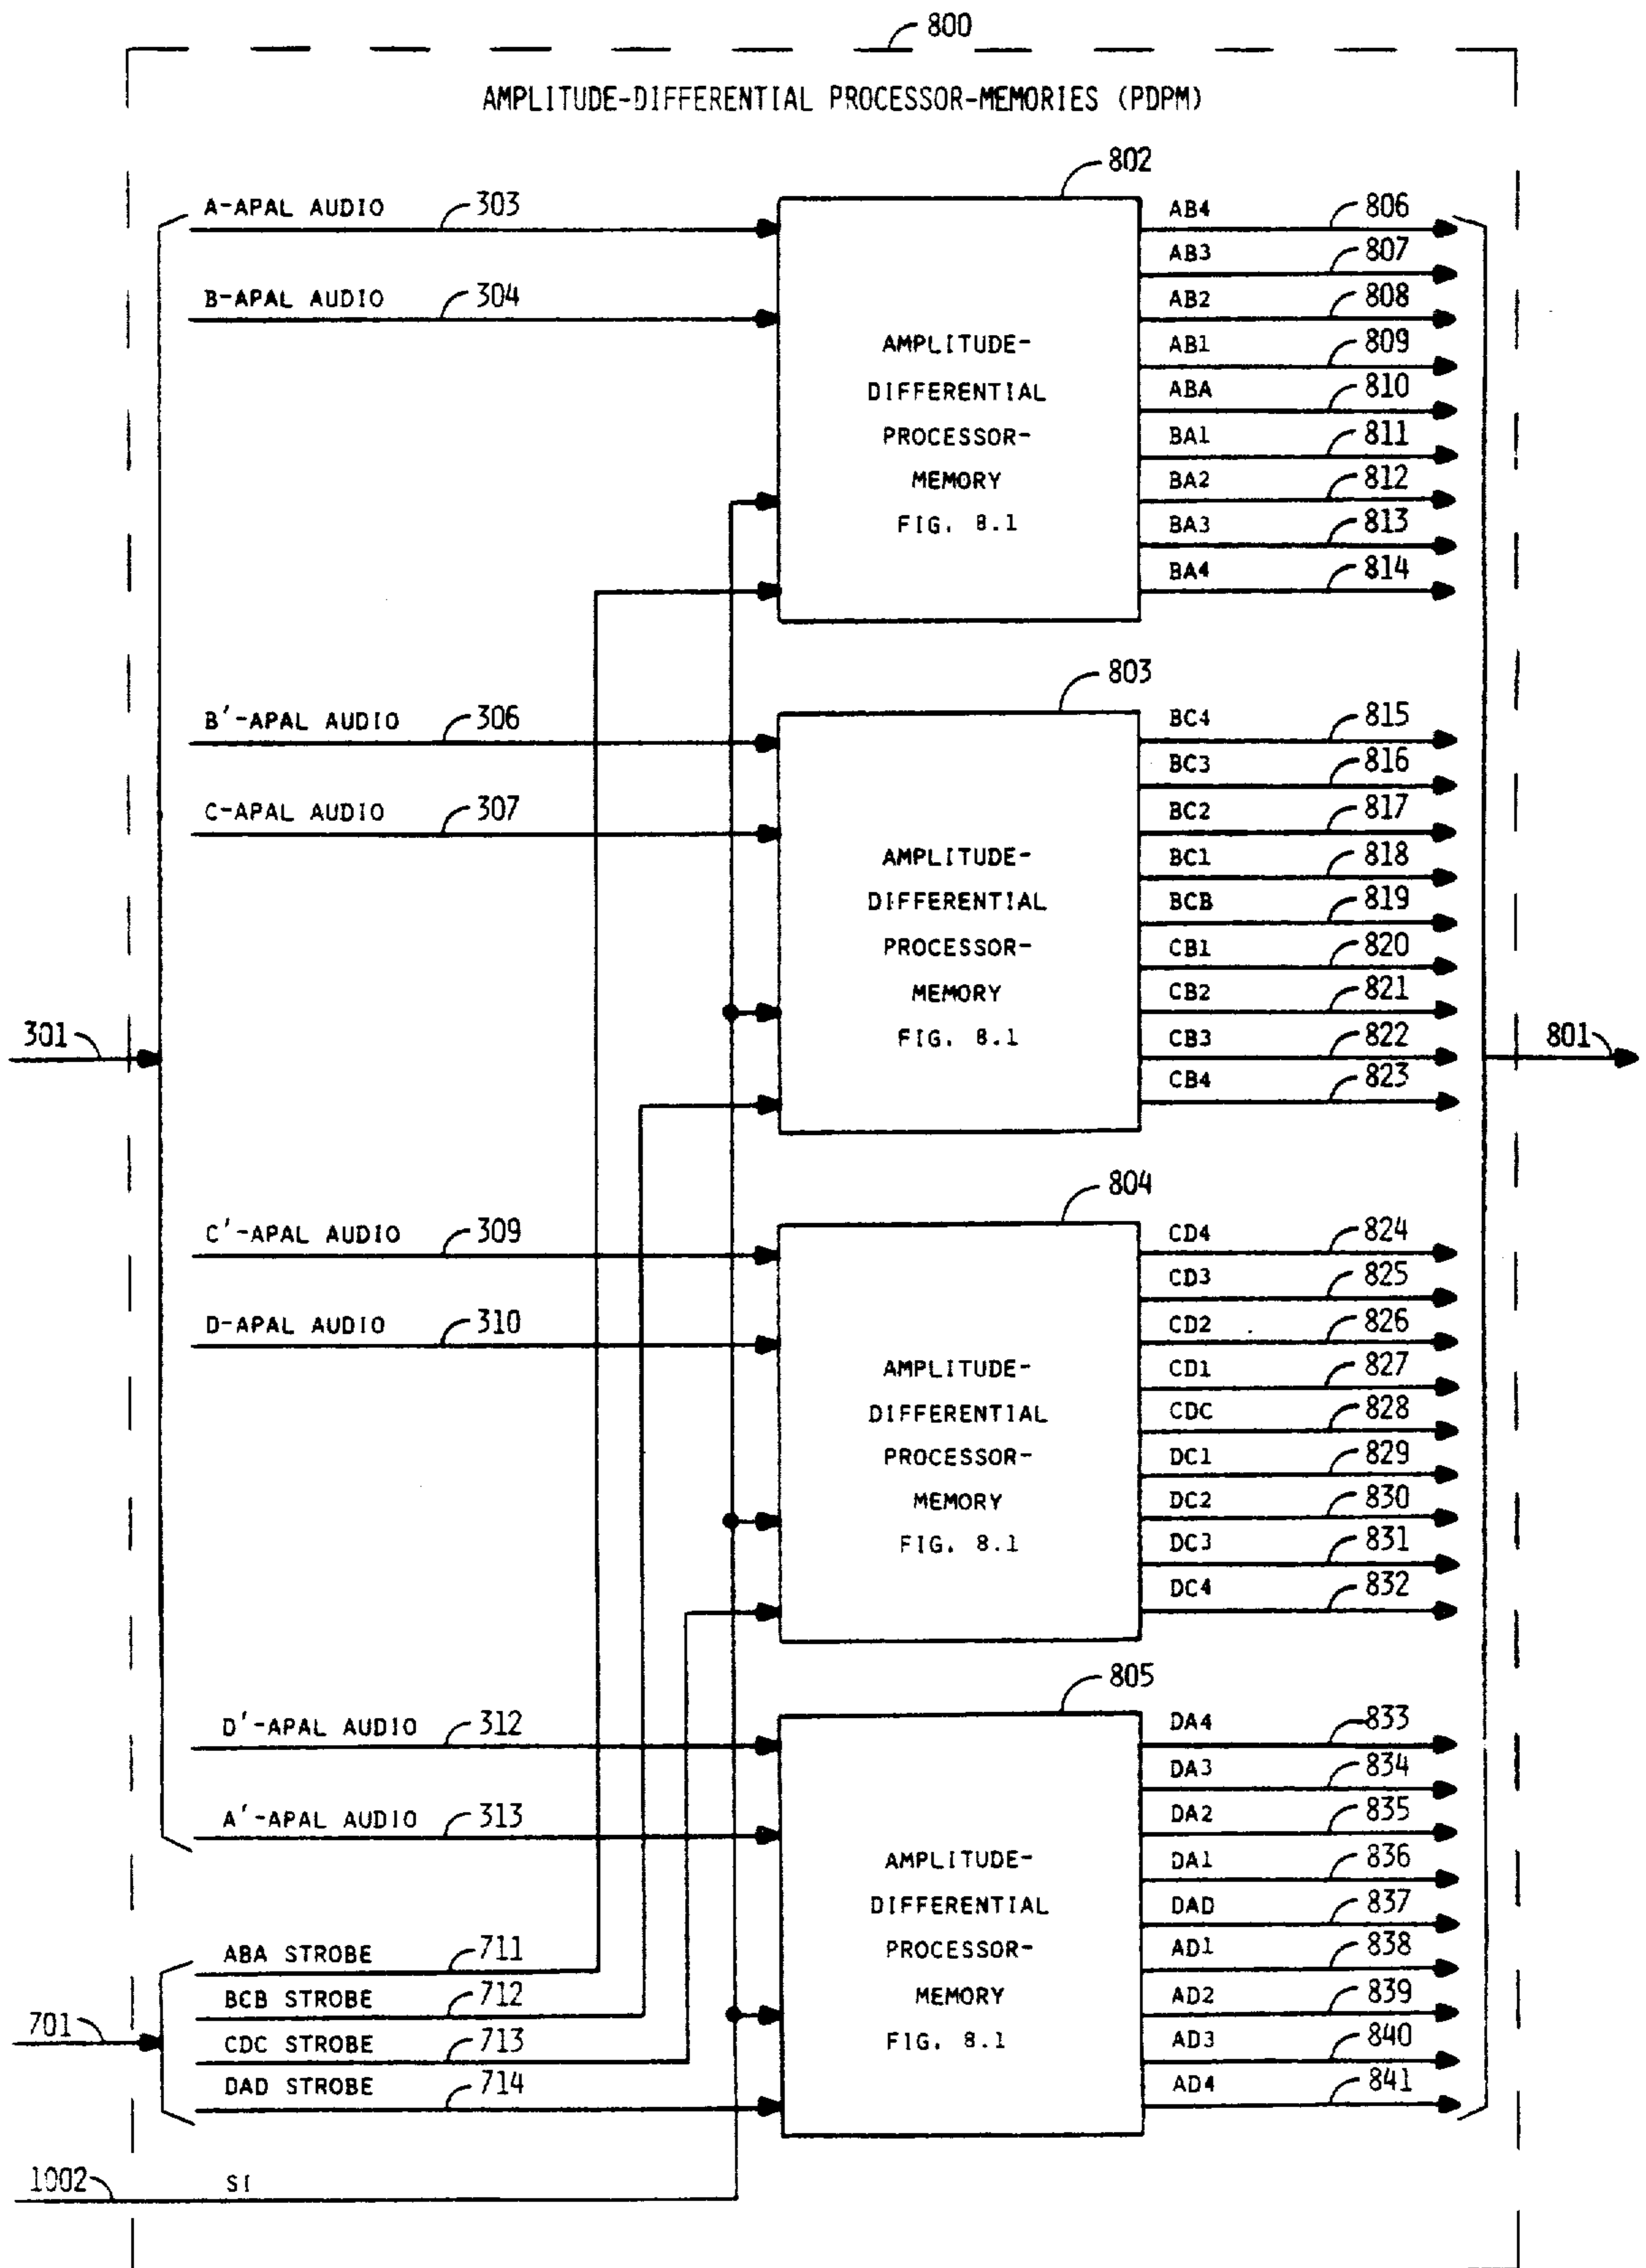 800
AMPLITUDE-DIFFERENTIAL PROCESSOR-MEMORIES (PDPM)
802
A-APAL AUDIO 303
B-APAL AUDIO 304
AMPLITUDE-
DIFFERENTIAL
PROCESSOR-
MEMORY
FIG. 8.1
AB4 806
AB3 807
AB2 808
AB1 809
ABA 810
BA1 811
BA2 812
BA3 813
BA4 814
803
B'-APAL AUDIO 306
C-APAL AUDIO 307
AMPLITUDE-
DIFFERENTIAL
PROCESSOR-
MEMORY
FIG. 8.1
BC4 815
BC3 816
BC2 817
BC1 818
BCB 819
CB1 820
CB2 821
CB3 822
CB4 823
301
801
804
C'-APAL AUDIO 309
D-APAL AUDIO 310
AMPLITUDE-
DIFFERENTIAL
PROCESSOR-
MEMORY
FIG. 8.1
CD4 824
CD3 825
CD2 826
CD1 827
CDC 828
DC1 829
DC2 830
DC3 831
DC4 832
805
D'-APAL AUDIO 312
A'-APAL AUDIO 313
AMPLITUDE-
DIFFERENTIAL
PROCESSOR-
MEMORY
FIG. 8.1
DA4 833
DA3 834
DA2 835
DA1 836
DAD 837
AD1 838
AD2 839
AD3 840
AD4 841
ABA STROBE 711
BCB STROBE 712
701
CDC STROBE 713
DAD STROBE 714
1002 SI